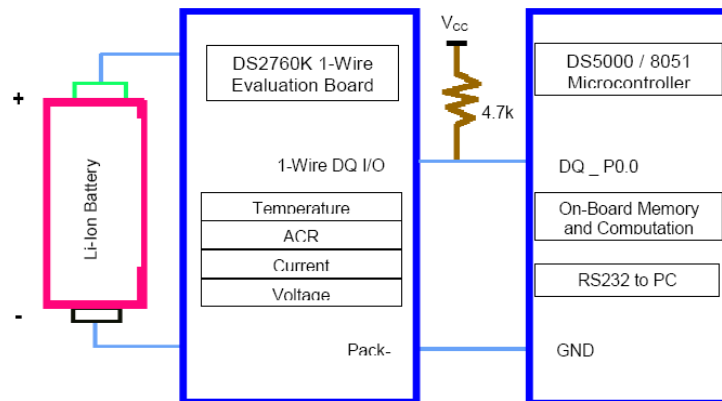 DS2760K 1-Wire
Evaluation Board
VCC
DS5000 / 8051
Microcontroller
+
4.7k
Li-Ion Battery
1-Wire DQ I/O
DQ _ P0.0
Temperature
ACR
Current
Voltage
On-Board Memory
and Computation
RS232 to PC
-
Pack-
GND